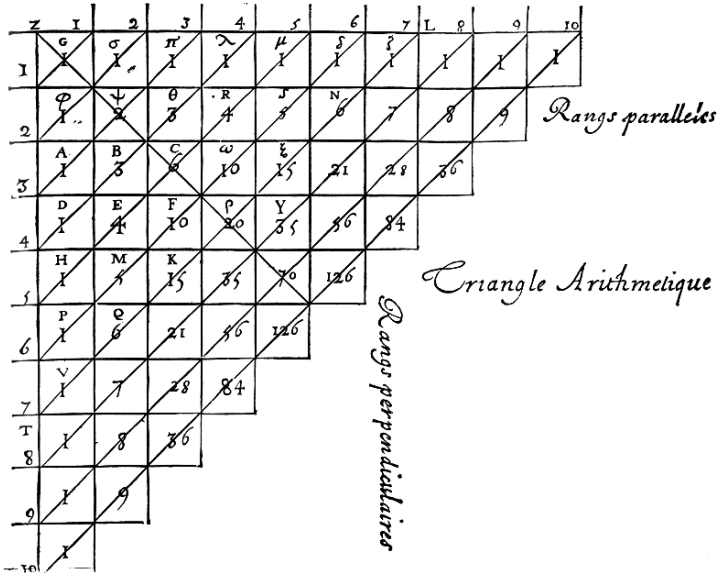 Z 1 2 3 4 5 6 7 L 8 9 10
G σ π λ μ δ ζ
1 1 1 1 1 1 1 1 1 1 1
φ ψ θ R S N
2 1 2 3 4 5 6 7 8 9 Rangs paralleles
A B C ω ξ
3 1 3 6 10 15 21 28 36
D E F ρ Y
4 1 4 10 20 35 56 84
H M K
5 1 5 15 35 70 126 Triangle Arithmetique
P Q
6 1 6 21 56 126
V
7 1 7 28 84
T
8 1 8 36
9 1 9
10 1
Rangs perpendiculaires